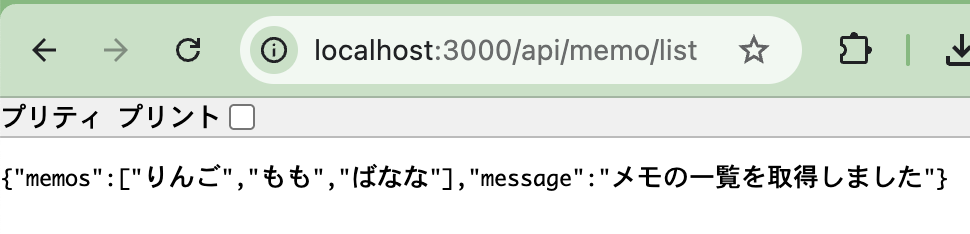 localhost:3000/api/memo/list
プリティ プリント
{"memos":["りんご","もも","ばなな"],"message":"メモの一覧を取得しました"}